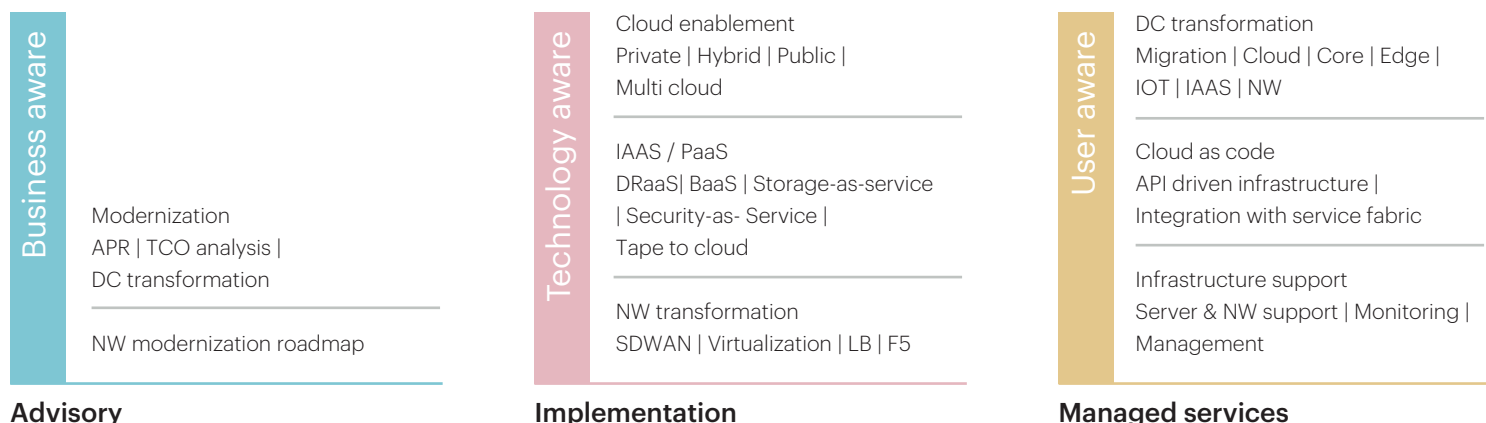 Business aware
Modernization
APR | TCO analysis |
DC transformation
NW modernization roadmap
Advisory
Technology aware
Cloud enablement
Private | Hybrid | Public |
Multi cloud
IAAS / PaaS
DRaaS| BaaS | Storage-as-service
| Security-as- Service |
Tape to cloud
NW transformation
SDWAN | Virtualization | LB | F5
Implementation
User aware
DC transformation
Migration | Cloud | Core | Edge |
IOT | IAAS | NW
Cloud as code
API driven infrastructure |
Integration with service fabric
Infrastructure support
Server & NW support | Monitoring |
Management
Managed services